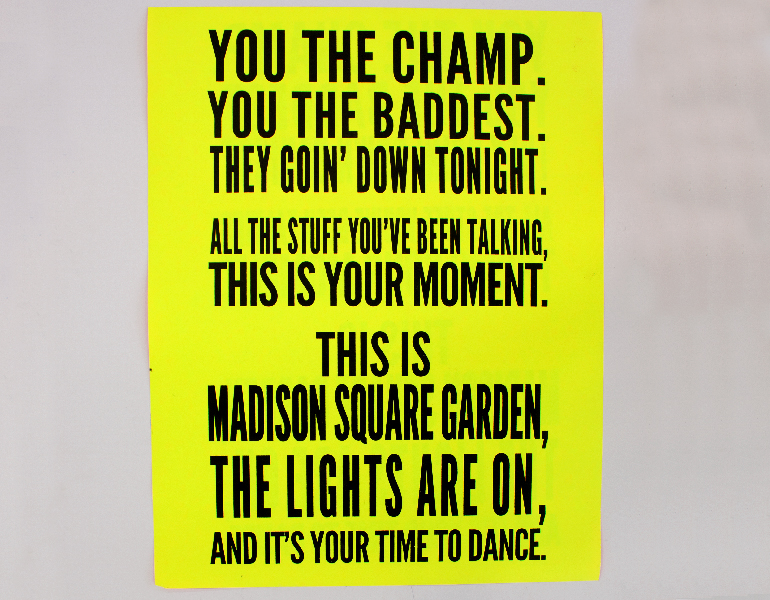 YOU THE CHAMP.
YOU THE BADDEST.
THEY GOIN' DOWN TONIGHT.
ALL THE STUFF YOU'VE BEEN TALKING,
THIS IS YOUR MOMENT.
THIS IS
MADISON SQUARE GARDEN,
THE LIGHTS ARE ON,
AND IT'S YOUR TIME TO DANCE.